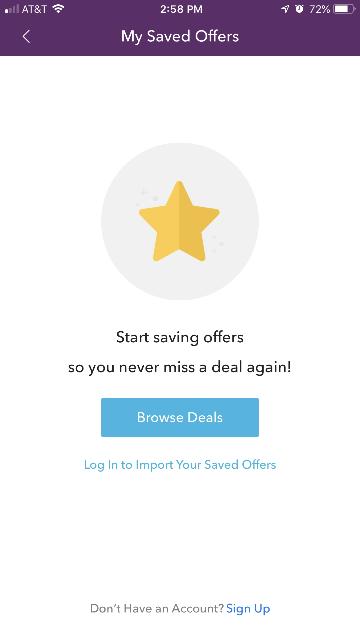 AT&T 2:58 PM 72%
My Saved Offers
Start saving offers
so you never miss a deal again!
Browse Deals
Log In to Import Your Saved Offers
Don't Have an Account? Sign Up